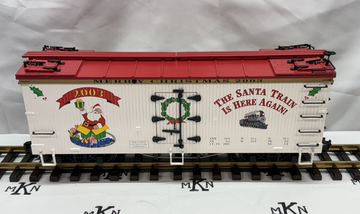 MERRY CHRISTMAS 2003
2003
THE SANTA TRAIN
IS HERE AGAIN!
MKN
MKN
MKN
MKN
MKN